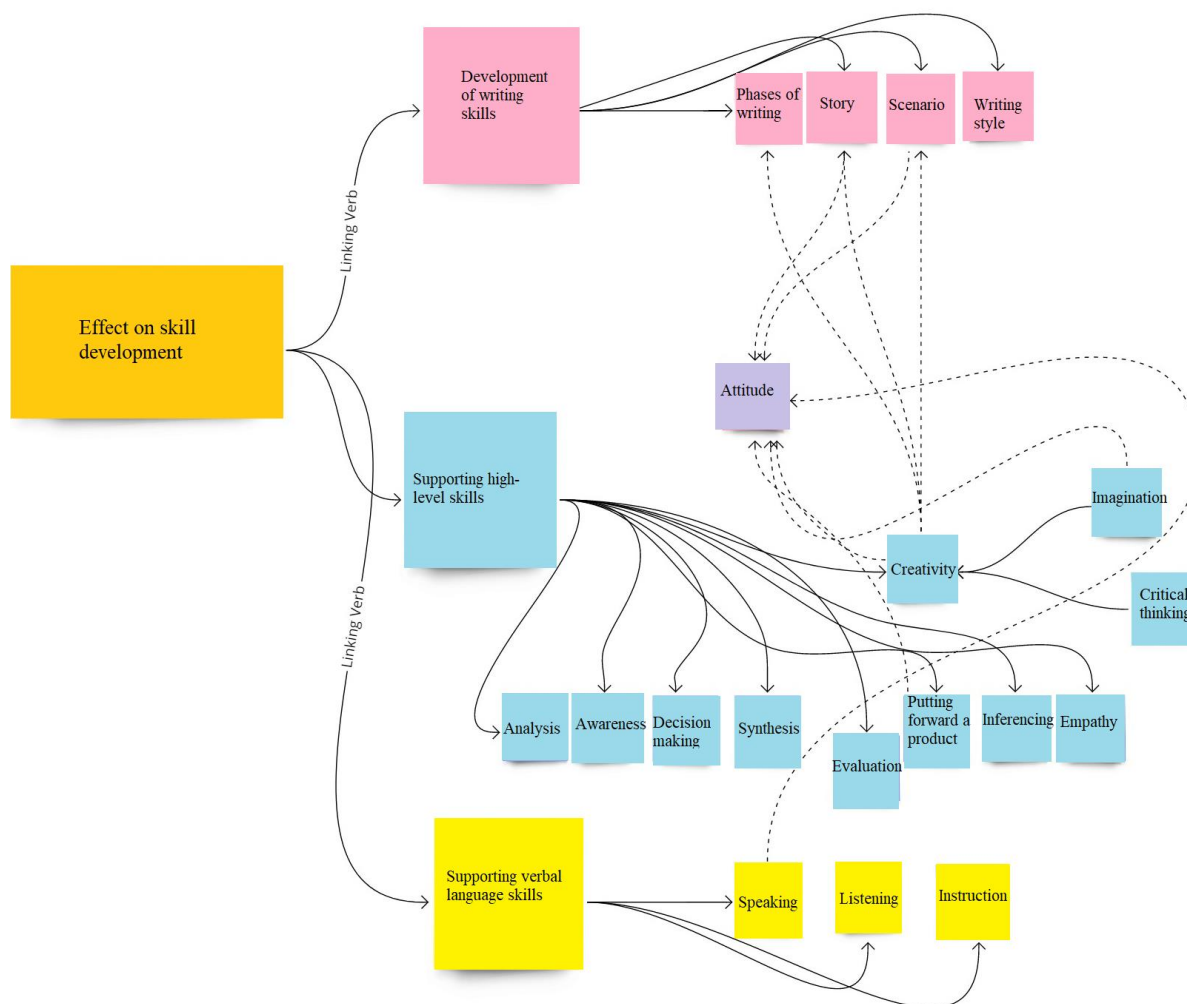 Development
of writing
skills
Phases of
writing
Story
Scenario
Writing
style
Linking Verb
Effect on skill
development
Attitude
Supporting high-
level skills
Imagination
Creativity
Critical
thinking
Linking Verb
Analysis
Awareness
Decision
making
Synthesis
Evaluation
Putting
forward a
product
Inferencing
Empathy
Supporting verbal
language skills
Speaking
Listening
Instruction